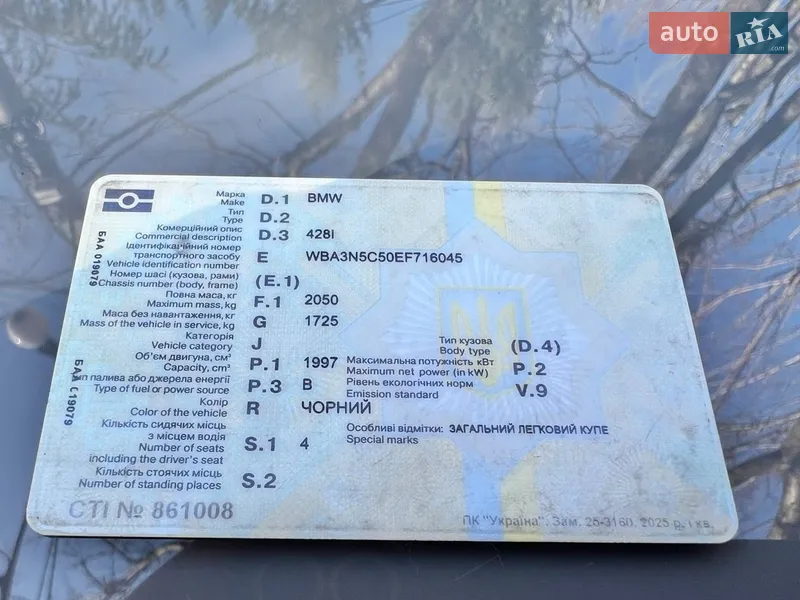 auto RIA .com
Марка
Make D.1 BMW
Тип
Type D.2
Комерційний опис
Commercial description D.3 428I
Ідентифікаційний номер
транспортного засобу
Vehicle identification number E WBA3N5C50EF716045
Номер шасі (кузова, рами)
Chassis number (body, frame) (E.1)
Повна маса, кг
Maximum mass, kg F.1 2050
Маса без навантаження, кг
Mass of the vehicle in service, kg G 1725
Категорія
Vehicle category J
Об'єм двигуна, см³
Capacity, cm³ P.1 1997
Тип палива або джерела енергії
Type of fuel or power source P.3 B
Колір
Color of the vehicle R ЧОРНИЙ
Кількість сидячих місць
з місцем водія
Number of seats S.1 4
including the driver's seat
Кількість стоячих місць
Number of standing places S.2
Тип кузова
Body type (D.4)
Максимальна потужність кВт
Maximum net power (in kW) P.2
Рівень екологічних норм
Emission standard V.9
Особливі відмітки: ЗАГАЛЬНИЙ ЛЕГКОВИЙ КУПЕ
Special marks
БАА 019079
БАА 019079
СТІ № 861008
ПК "Україна". Зам. 25-3160. 2025 р. І кв.